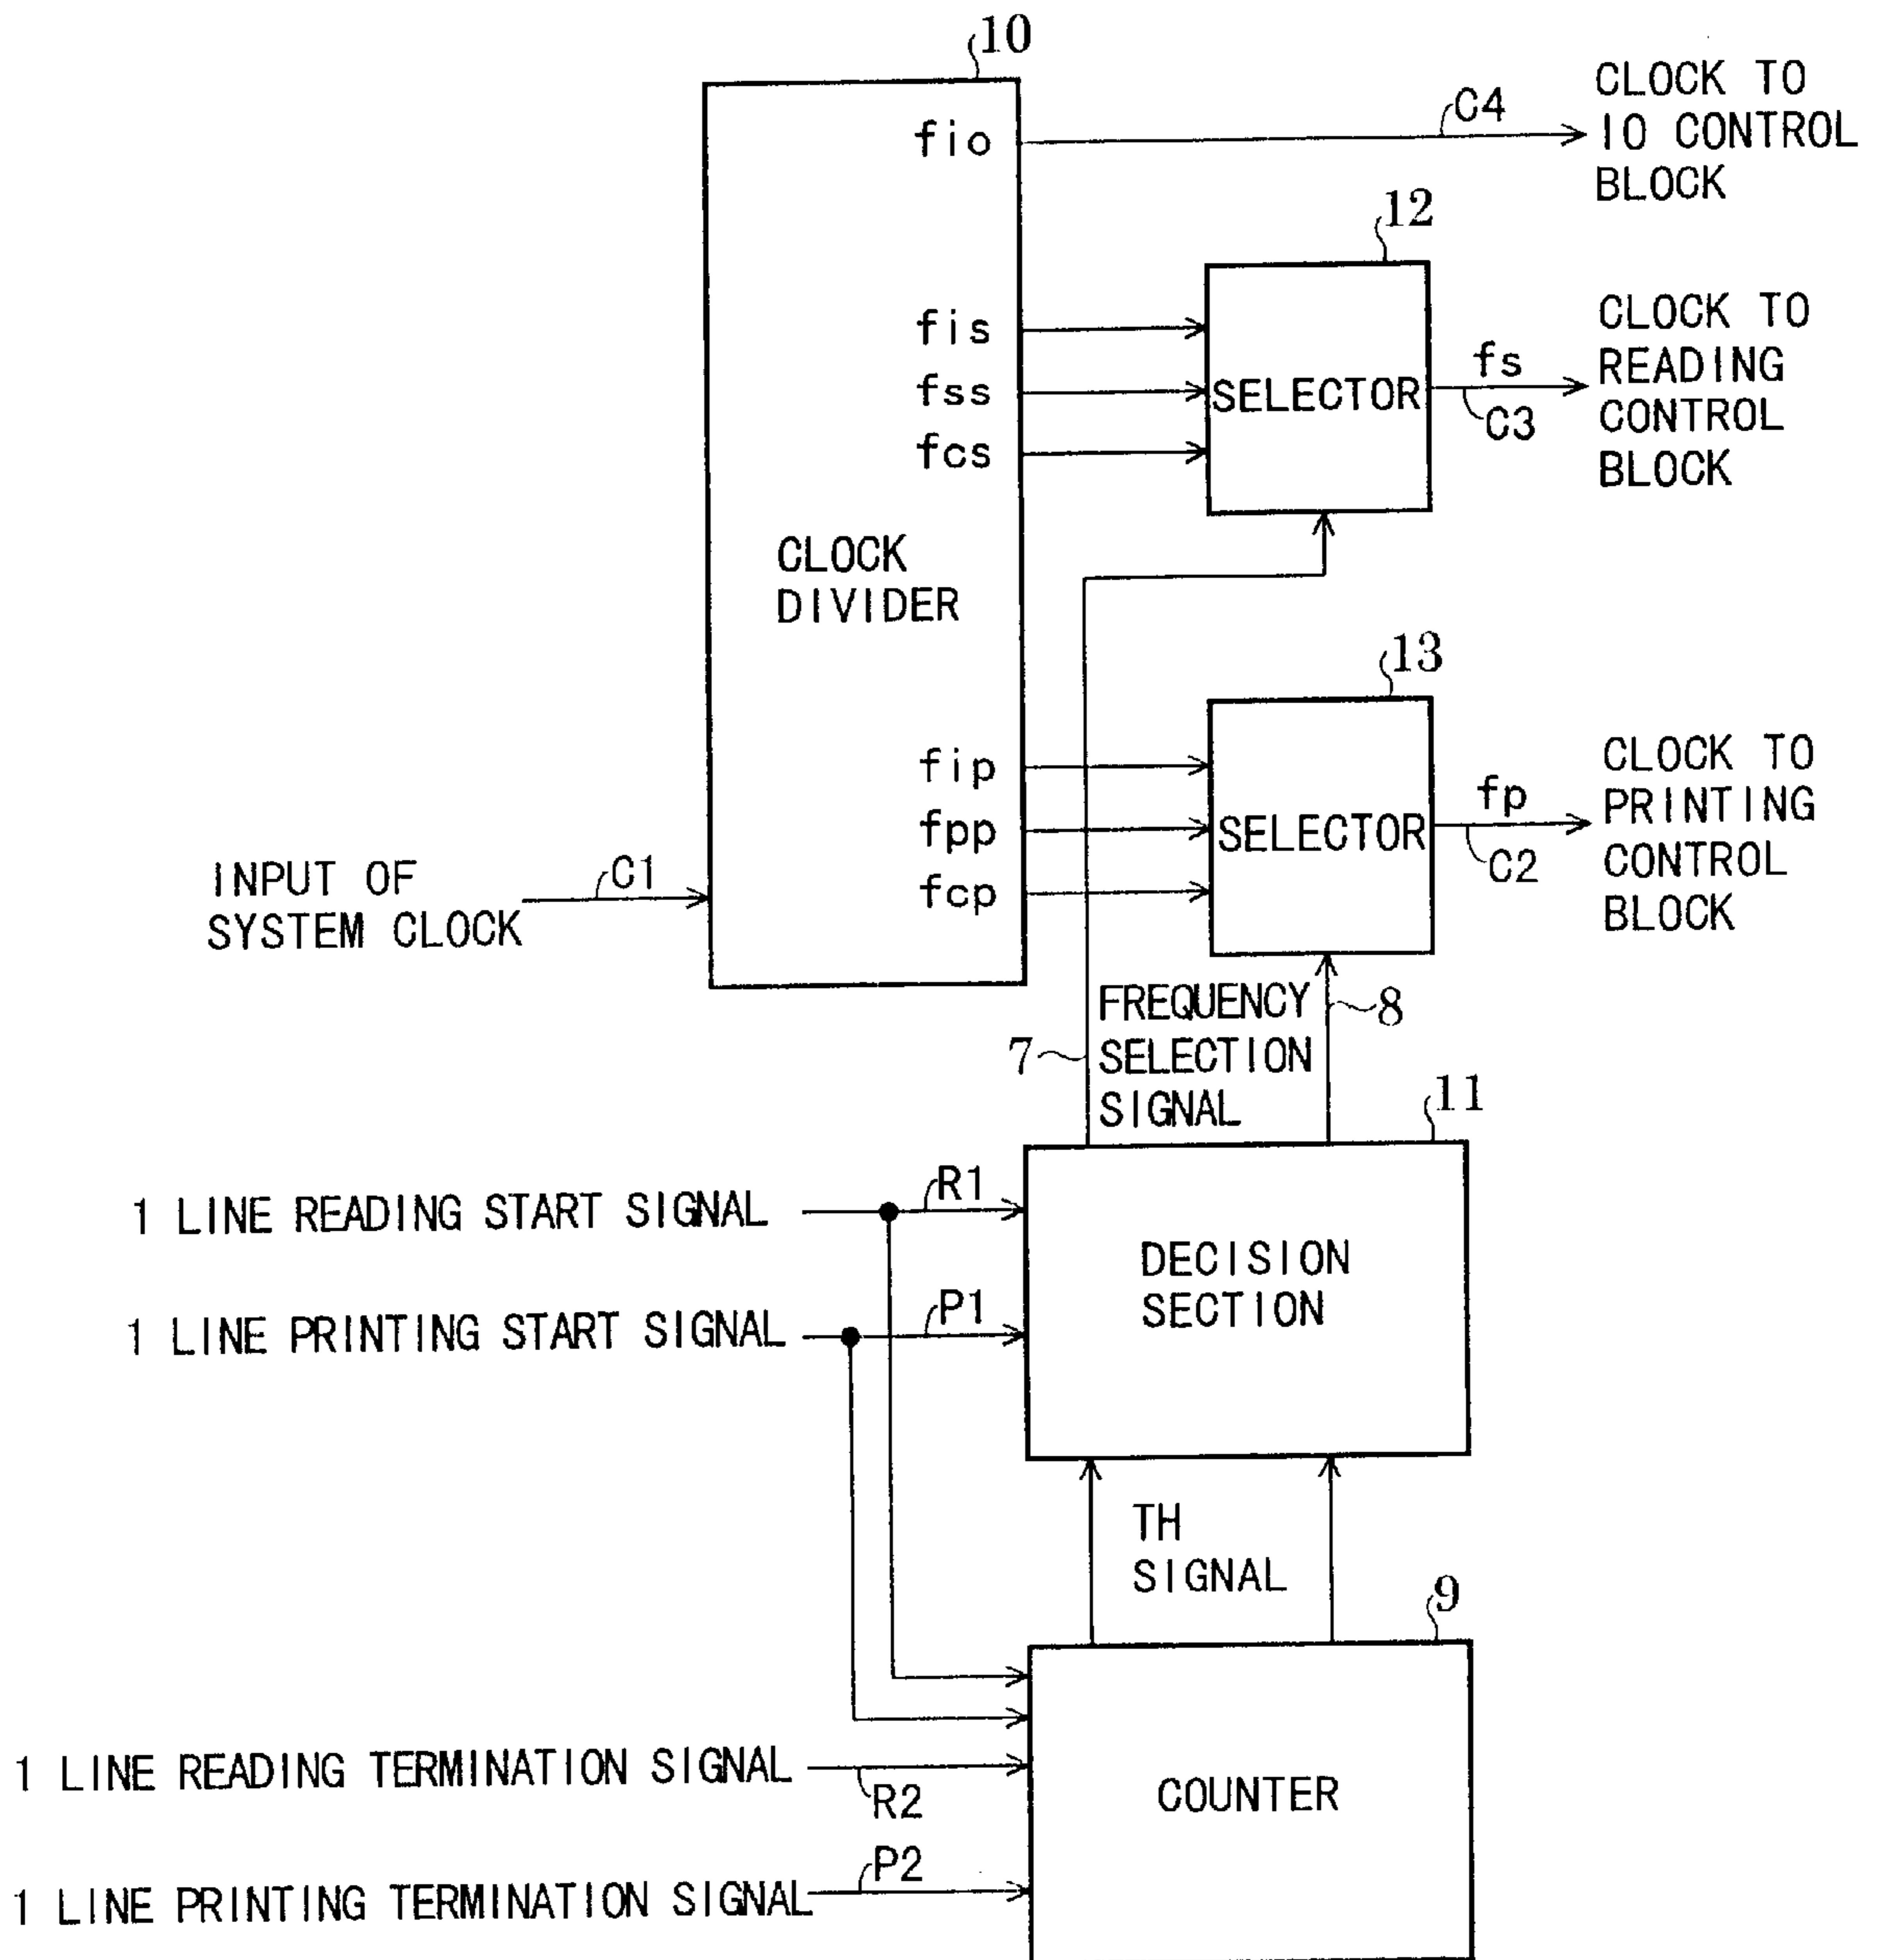 10
CLOCK TO
IO CONTROL
BLOCK
C4
fio
12
fis
fss
fcs
SELECTOR
fs
C3
CLOCK TO
READING
CONTROL
BLOCK
CLOCK
DIVIDER
13
fip
fpp
fcp
SELECTOR
fp
C2
CLOCK TO
PRINTING
CONTROL
BLOCK
INPUT OF
SYSTEM CLOCK
C1
7
FREQUENCY
SELECTION
SIGNAL
8
11
1 LINE READING START SIGNAL
R1
1 LINE PRINTING START SIGNAL
P1
DECISION
SECTION
TH
SIGNAL
9
1 LINE READING TERMINATION SIGNAL
R2
COUNTER
1 LINE PRINTING TERMINATION SIGNAL
P2